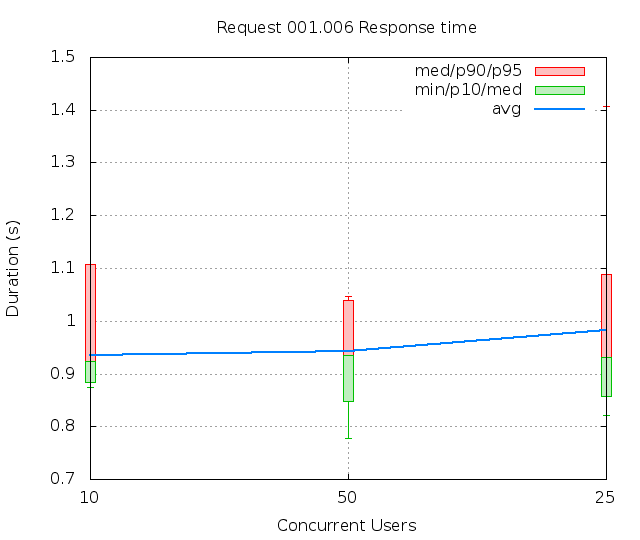 Request 001.006 Response time
med/p90/p95
min/p10/med
avg
1.5
1.4
1.3
1.2
1.1
1
0.9
0.8
0.7
Duration (s)
10 50 25
Concurrent Users